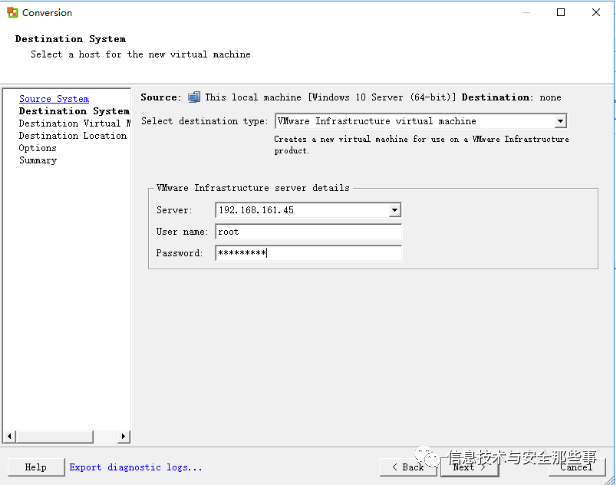 Conversion
Destination System
Select a host for the new virtual machine
Source System
Destination System
Destination Virtual M
Destination Location
Options
Summary
Source: This local machine [Windows 10 Server (64-bit)] Destination: none
Select destination type: VMware Infrastructure virtual machine
Creates a new virtual machine for use on a VMware Infrastructure
product.
VMware Infrastructure server details
Server: 192.168.161.45
User name: root
Password: *********
Help Export diagnostic logs... < Back Next > Cancel
信息技术与安全那些事